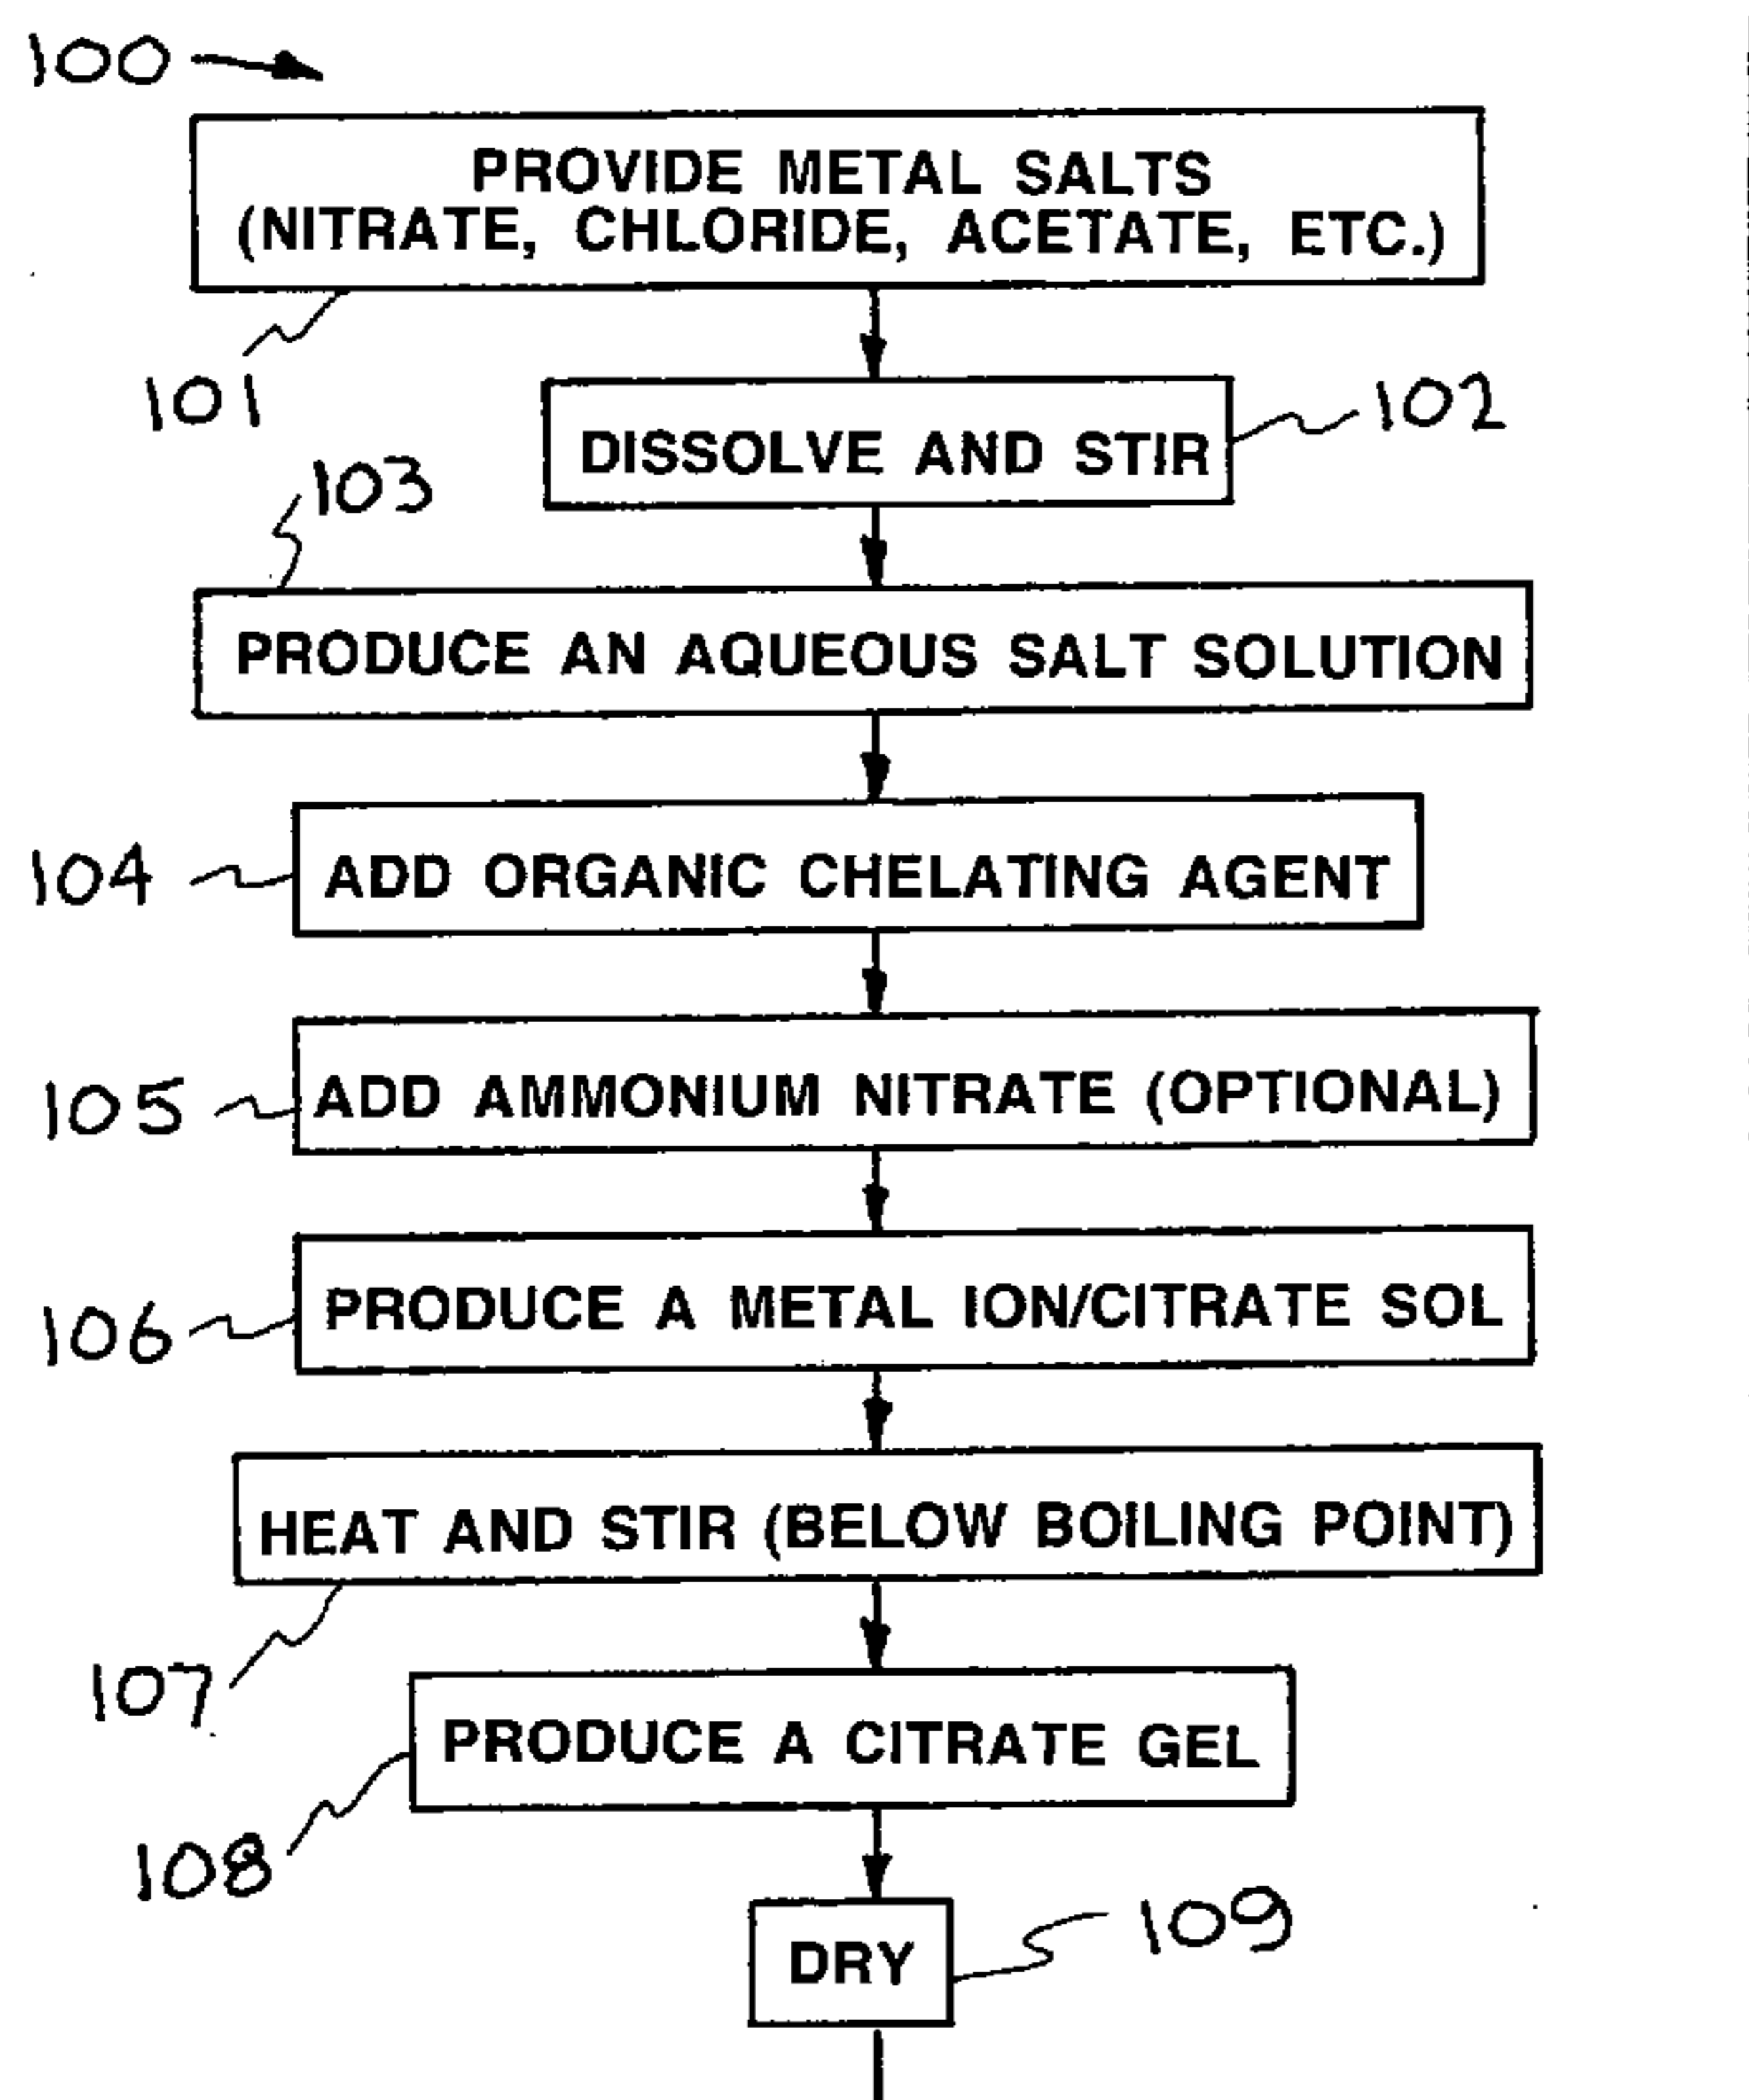 100
PROVIDE METAL SALTS
(NITRATE, CHLORIDE, ACETATE, ETC.)
101
DISSOLVE AND STIR
102
103
PRODUCE AN AQUEOUS SALT SOLUTION
104
ADD ORGANIC CHELATING AGENT
105
ADD AMMONIUM NITRATE (OPTIONAL)
106
PRODUCE A METAL ION/CITRATE SOL
HEAT AND STIR (BELOW BOILING POINT)
107
PRODUCE A CITRATE GEL
108
DRY
109